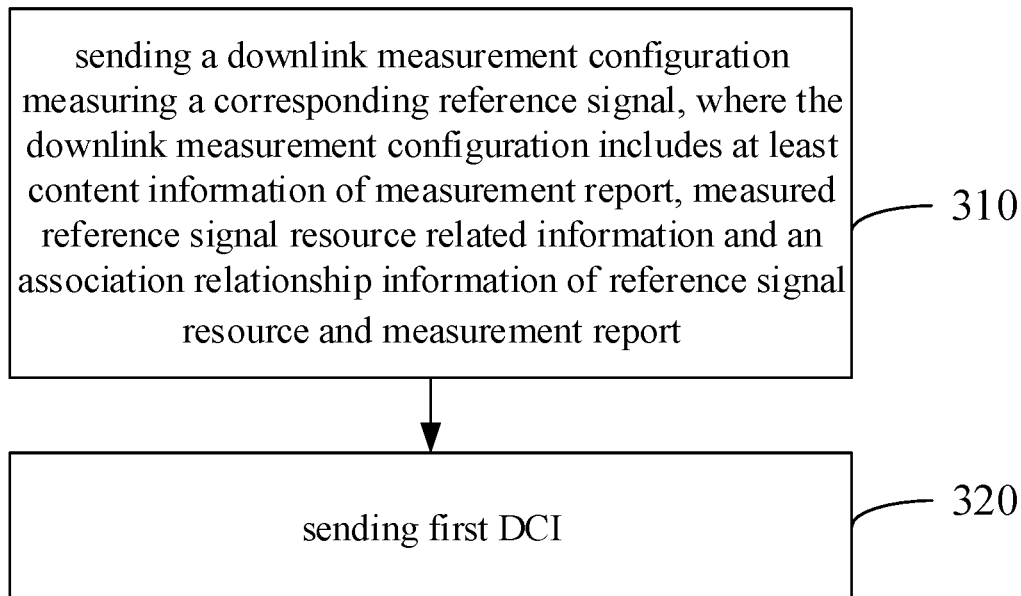 sending a downlink measurement configuration
measuring a corresponding reference signal, where the
downlink measurement configuration includes at least
content information of measurement report, measured
reference signal resource related information and an
association relationship information of reference signal
resource and measurement report
310
sending first DCI
320